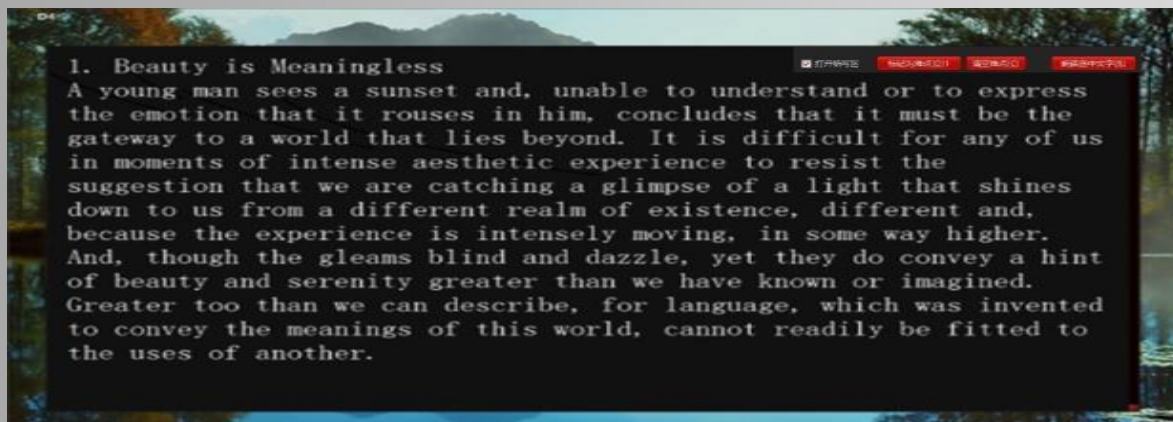 1. Beauty is Meaningless
A young man sees a sunset and, unable to understand or to express
the emotion that it rouses in him, concludes that it must be the
gateway to a world that lies beyond. It is difficult for any of us
in moments of intense aesthetic experience to resist the
suggestion that we are catching a glimpse of a light that shines
down to us from a different realm of existence, different and,
because the experience is intensely moving, in some way higher.
And, though the gleams blind and dazzle, yet they do convey a hint
of beauty and serenity greater than we have known or imagined.
Greater too than we can describe, for language, which was invented
to convey the meanings of this world, cannot readily be fitted to
the uses of another.